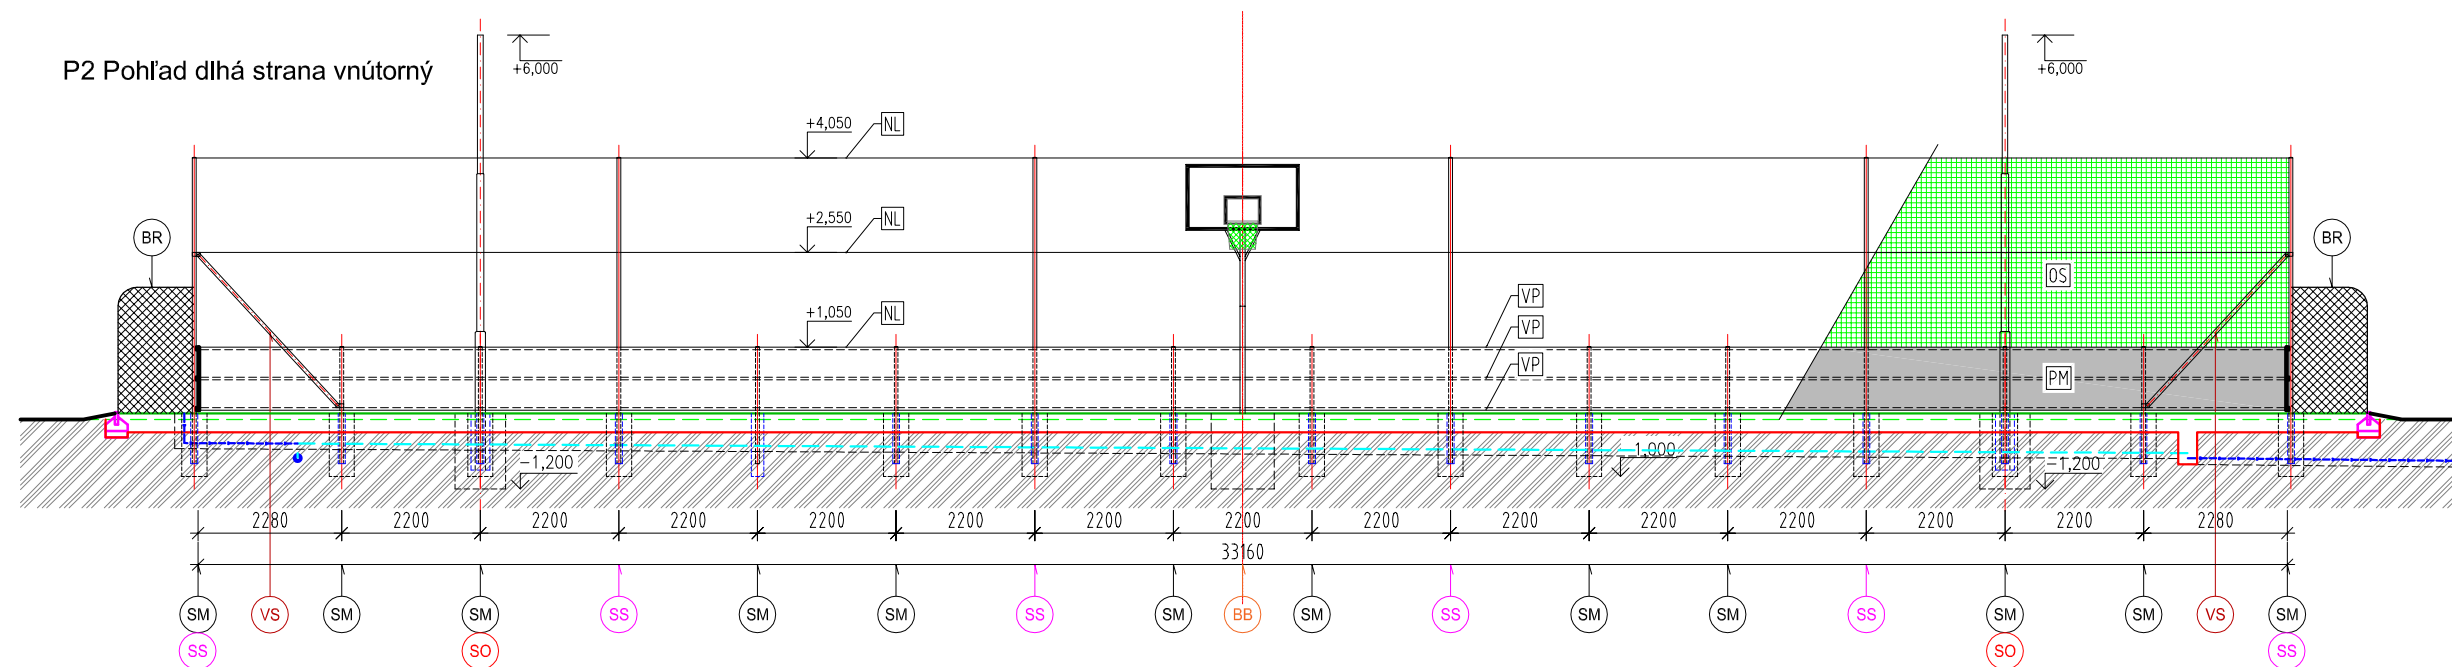 +6,000 +6,000
P2 Pohľad dlhá strana vnútorný
+4,050 NL
+2,550 NL
BR BR
OS
+1,050 NL VP
VP
VP PM
-1,200 -1,000 -1,200
2280 2200 2200 2200 2200 2200 2200 2200 2200 2200 2200 2200 2200 2200 2280
33160
SM VS SM SM SS SM SM SS SM BB SM SS SM SM SS SM SM VS SM
SS SO SO SS